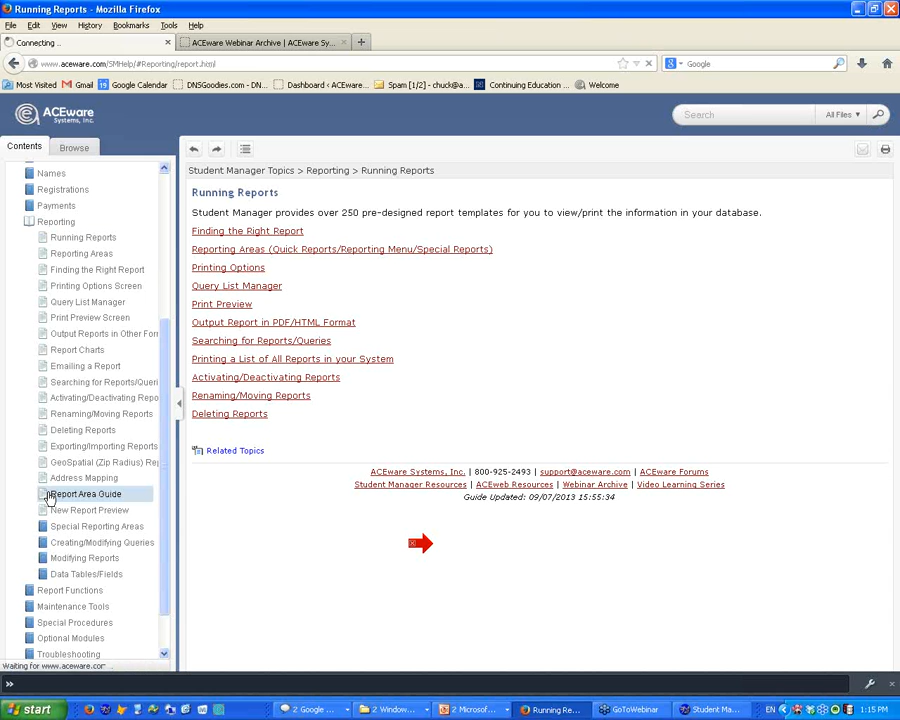 Running Reports - Mozilla Firefox
File Edit View History Bookmarks Tools Help
Connecting... ACEware Webinar Archive | ACEware Sy...
www.aceware.com/SMHelp/#Reporting/report.html Google
Most Visited Gmail Google Calendar DNSGoodies.com - DN... Dashboard ‹ ACEware... Spam [1/2] - chuck@a... Continuing Education ... Welcome
ACEware Systems, Inc. Search All Files
Contents Browse
Names
Registrations
Payments
Reporting
Running Reports
Reporting Areas
Finding the Right Report
Printing Options Screen
Query List Manager
Print Preview Screen
Output Reports in Other For
Report Charts
Emailing a Report
Searching for Reports/Queri
Activating/Deactivating Repo
Renaming/Moving Reports
Deleting Reports
Exporting/Importing Reports
GeoSpatial (Zip Radius) Rep
Address Mapping
Report Area Guide
New Report Preview
Special Reporting Areas
Creating/Modifying Queries
Modifying Reports
Data Tables/Fields
Report Functions
Maintenance Tools
Special Procedures
Optional Modules
Troubleshooting
Student Manager Topics > Reporting > Running Reports
Running Reports
Student Manager provides over 250 pre-designed report templates for you to view/print the information in your database.
Finding the Right Report
Reporting Areas (Quick Reports/Reporting Menu/Special Reports)
Printing Options
Query List Manager
Print Preview
Output Report in PDF/HTML Format
Searching for Reports/Queries
Printing a List of All Reports in your System
Activating/Deactivating Reports
Renaming/Moving Reports
Deleting Reports
Related Topics
ACEware Systems, Inc. | 800-925-2493 | support@aceware.com | ACEware Forums
Student Manager Resources | ACEweb Resources | Webinar Archive | Video Learning Series
Guide Updated: 09/07/2013 15:55:34
Waiting for www.aceware.com...
start 2 Google ... 2 Window... 2 Microsof... Running Re... GoToWebinar Student Ma... EN 1:15 PM